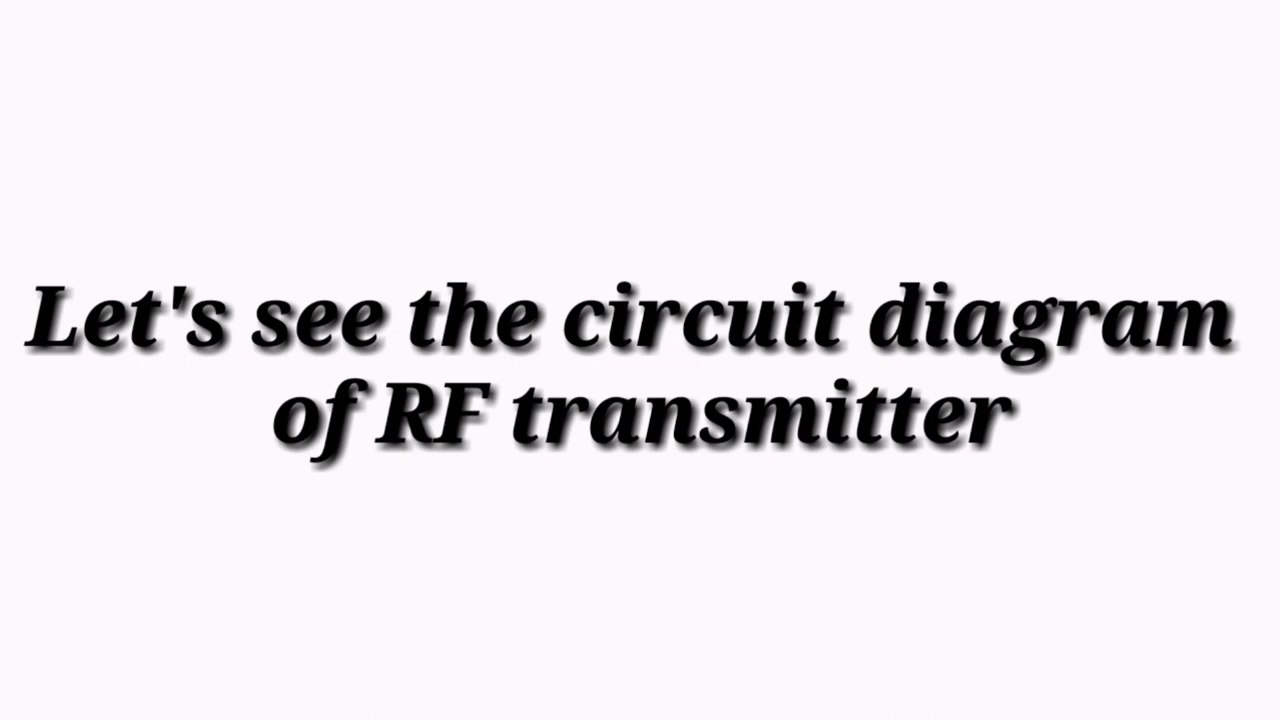 Let's see the circuit diagram
of RF transmitter